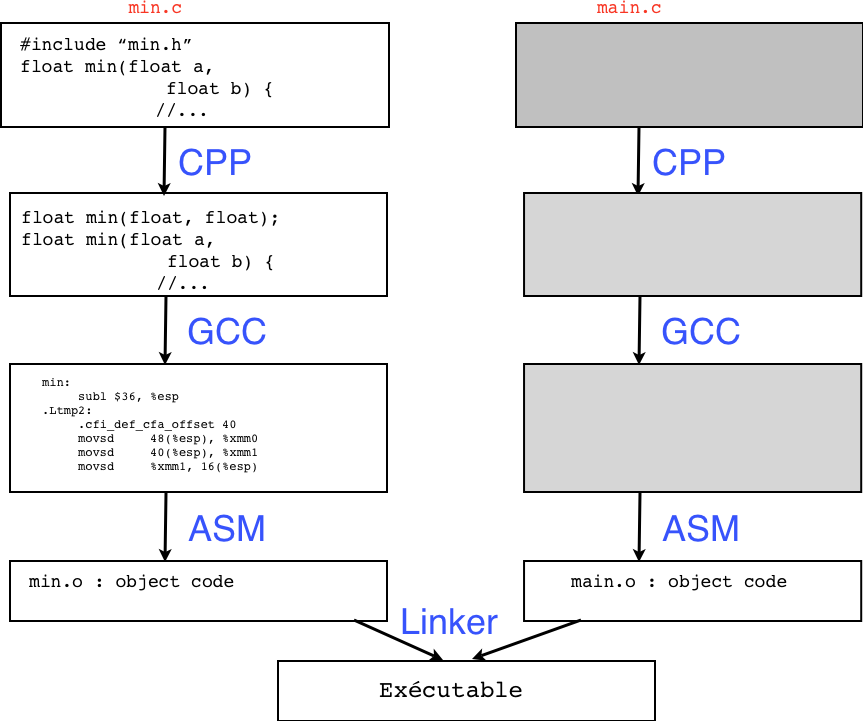 min.c
main.c
#include “min.h”
float min(float a,
float b) {
//...
CPP
CPP
float min(float, float);
float min(float a,
float b) {
//...
GCC
GCC
min:
subl $36, %esp
.Ltmp2:
.cfi_def_cfa_offset 40
movsd 48(%esp), %xmm0
movsd 40(%esp), %xmm1
movsd %xmm1, 16(%esp)
ASM
ASM
min.o : object code
main.o : object code
Linker
Exécutable